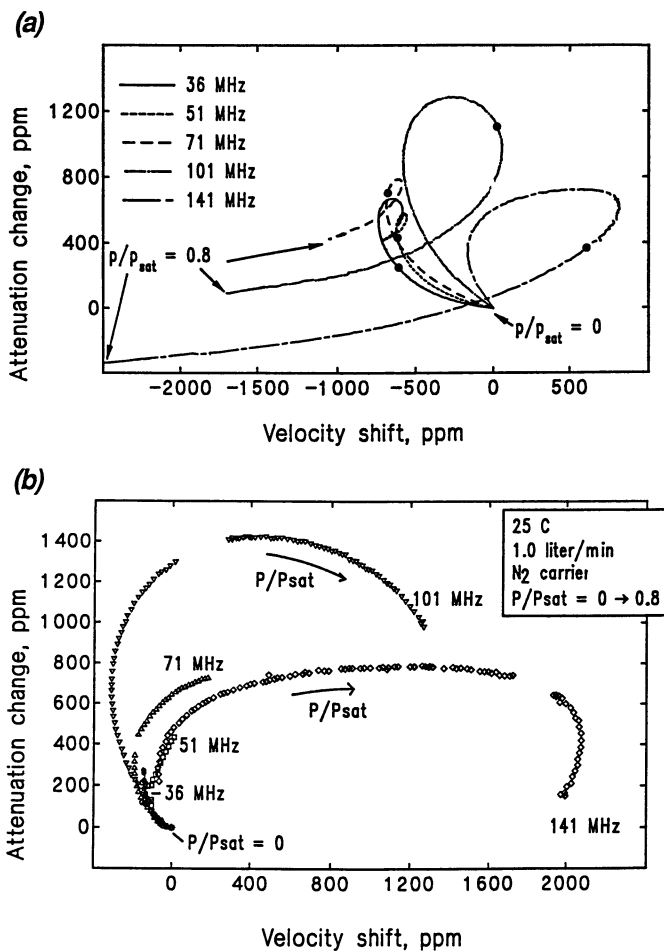 (a)
Attenuation change, ppm
1200
800
400
0
36 MHz
51 MHz
71 MHz
101 MHz
141 MHz
p/psat = 0.8
p/psat = 0
−2000 −1500 −1000 −500 0 500
Velocity shift, ppm
(b)
Attenuation change, ppm
1400
1200
1000
800
600
400
200
0
25 C
1.0 liter/min
N2 carrier
P/Psat = 0 → 0.8
P/Psat
101 MHz
71 MHz
P/Psat
51 MHz
36 MHz
P/Psat = 0
141 MHz
0 400 800 1200 1600 2000
Velocity shift, ppm